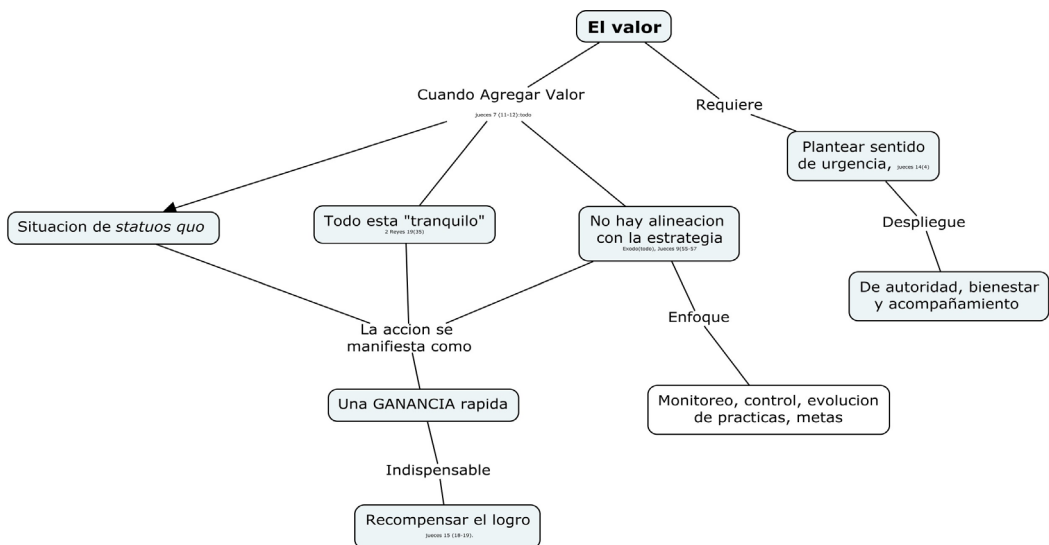 El valor
Cuando Agregar Valor
Jueces 7 (11-12):todo
Requiere
Plantear sentido
de urgencia, Jueces 14(4)
Situacion de statuos quo
Todo esta "tranquilo"
2 Reyes 19(35)
No hay alineacion
con la estrategia
Exodo(todo), Jueces 9(55-57
Despliegue
De autoridad, bienestar
y acompañamiento
La accion se
manifiesta como
Enfoque
Una GANANCIA rapida
Monitoreo, control, evolucion
de practicas, metas
Indispensable
Recompensar el logro
Jueces 15 (18-19).